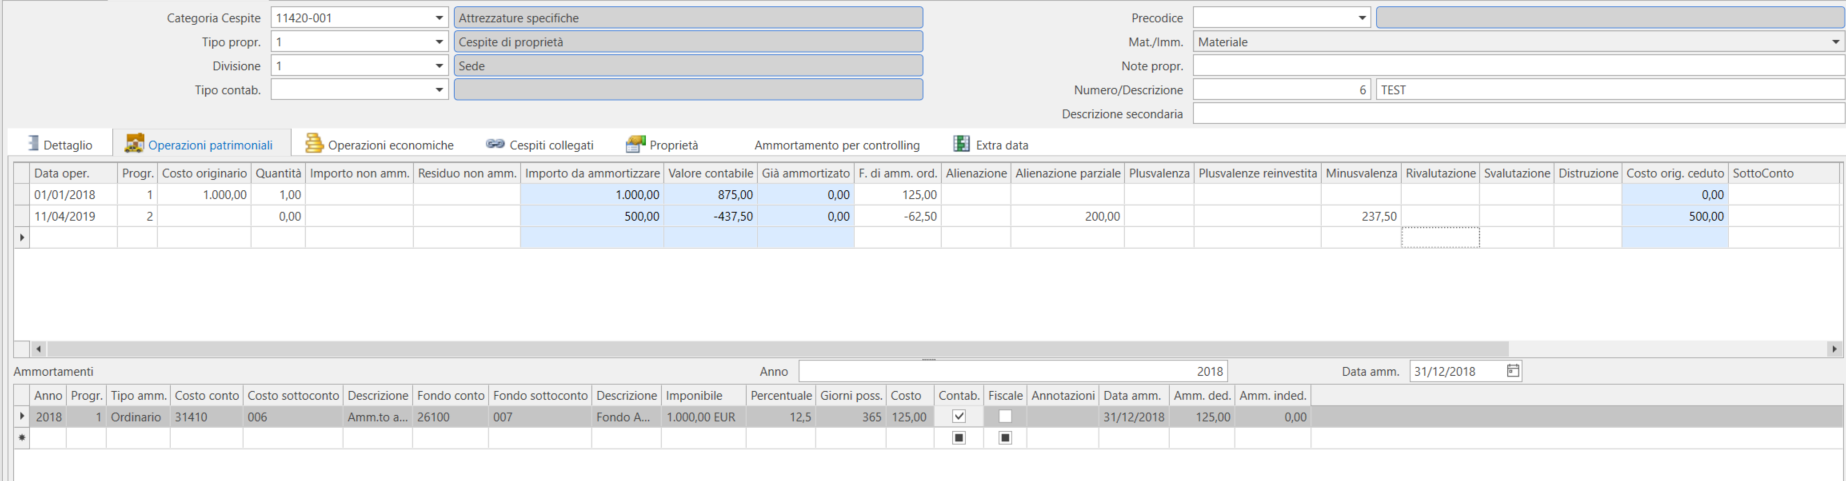 Categoria Cespite 11420-001 Attrezzature specifiche Precodice
Tipo propr. 1 Cespite di proprietà Mat./Imm. Materiale
Divisione 1 Sede Note propr.
Tipo contab. Numero/Descrizione 6 TEST
Descrizione secondaria
Dettaglio Operazioni patrimoniali Operazioni economiche Cespiti collegati Proprietà Ammortamento per controlling Extra data
Data oper. Progr. Costo originario Quantità Importo non amm. Residuo non amm. Importo da ammortizzare Valore contabile Già ammortizato F. di amm. ord. Alienazione Alienazione parziale Plusvalenza Plusvalenze reinvestita Minusvalenza Rivalutazione Svalutazione Distruzione Costo orig. ceduto SottoConto
01/01/2018 1 1.000,00 1,00 1.000,00 875,00 0,00 125,00 0,00
11/04/2019 2 0,00 500,00 -437,50 0,00 -62,50 200,00 237,50 500,00
Ammortamenti Anno 2018 Data amm. 31/12/2018
Anno Progr. Tipo amm. Costo conto Costo sottoconto Descrizione Fondo conto Fondo sottoconto Descrizione Imponibile Percentuale Giorni poss. Costo Contab. Fiscale Annotazioni Data amm. Amm. ded. Amm. inded.
2018 1 Ordinario 31410 006 Amm.to a... 26100 007 Fondo A... 1.000,00 EUR 12,5 365 125,00 31/12/2018 125,00 0,00